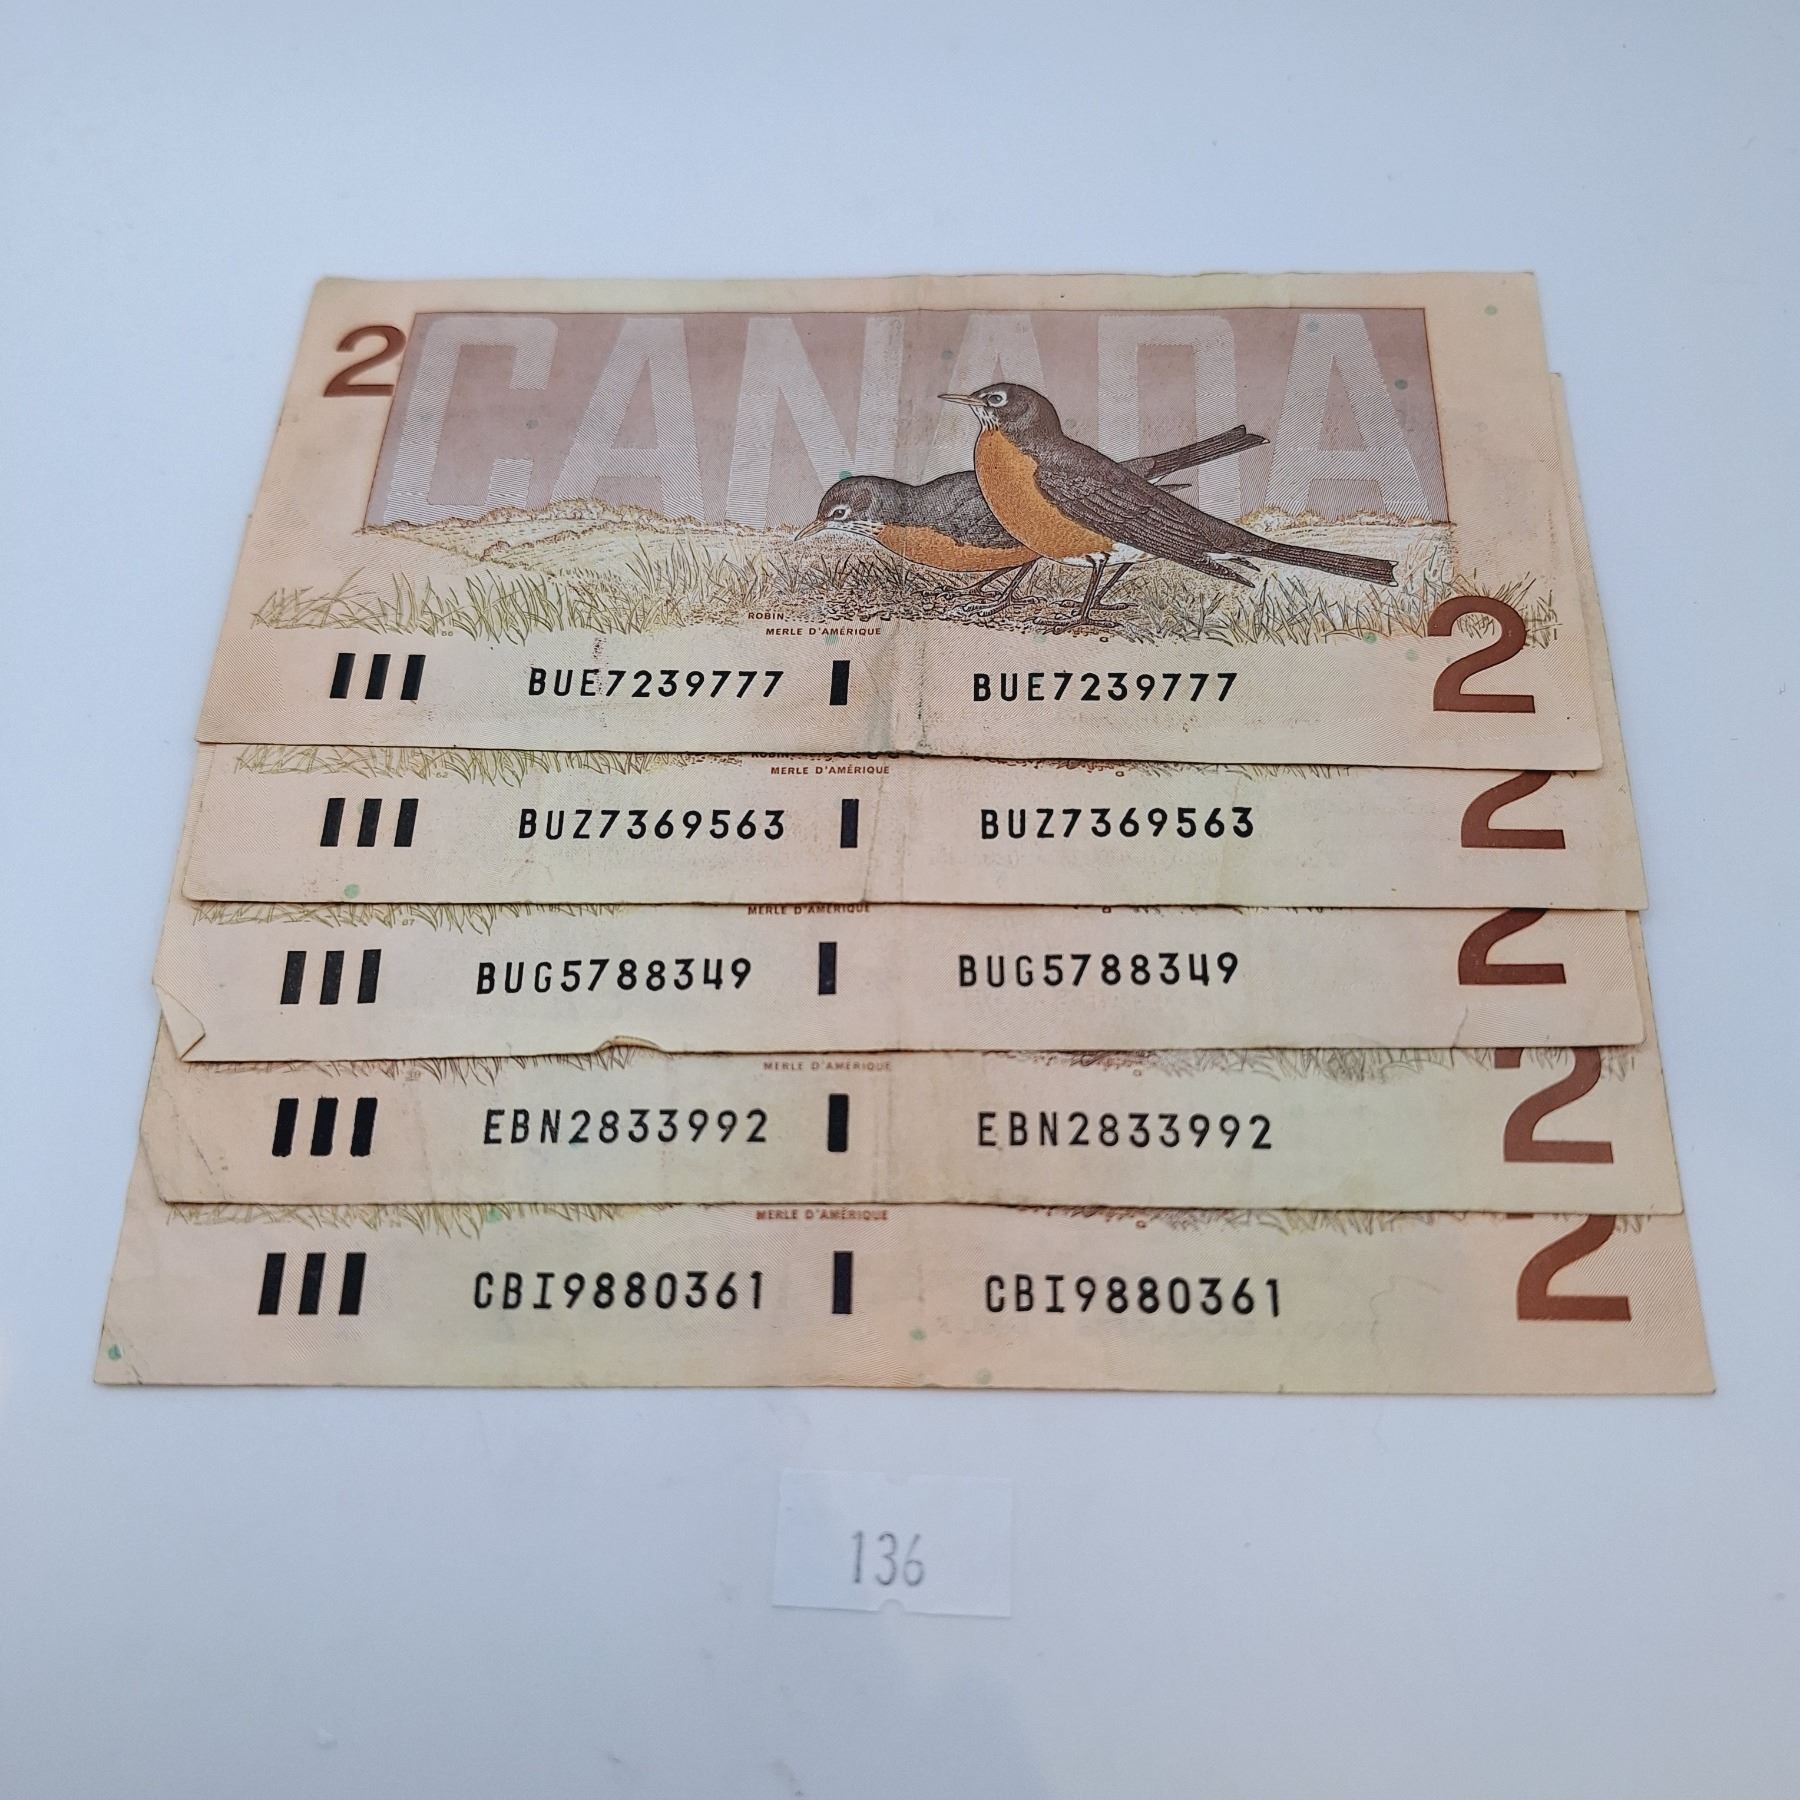 2 CANADA
ROBIN
MERLE D'AMÉRIQUE
2
BUE7239777 BUE7239777
ROBIN
MERLE D'AMÉRIQUE
2
BUZ7369563 BUZ7369563
MERLE D'AMÉRIQUE
2
BUG5788349 BUG5788349
MERLE D'AMÉRIQUE
2
EBN2833992 EBN2833992
MERLE D'AMÉRIQUE
2
CBI9880361 CBI9880361
136